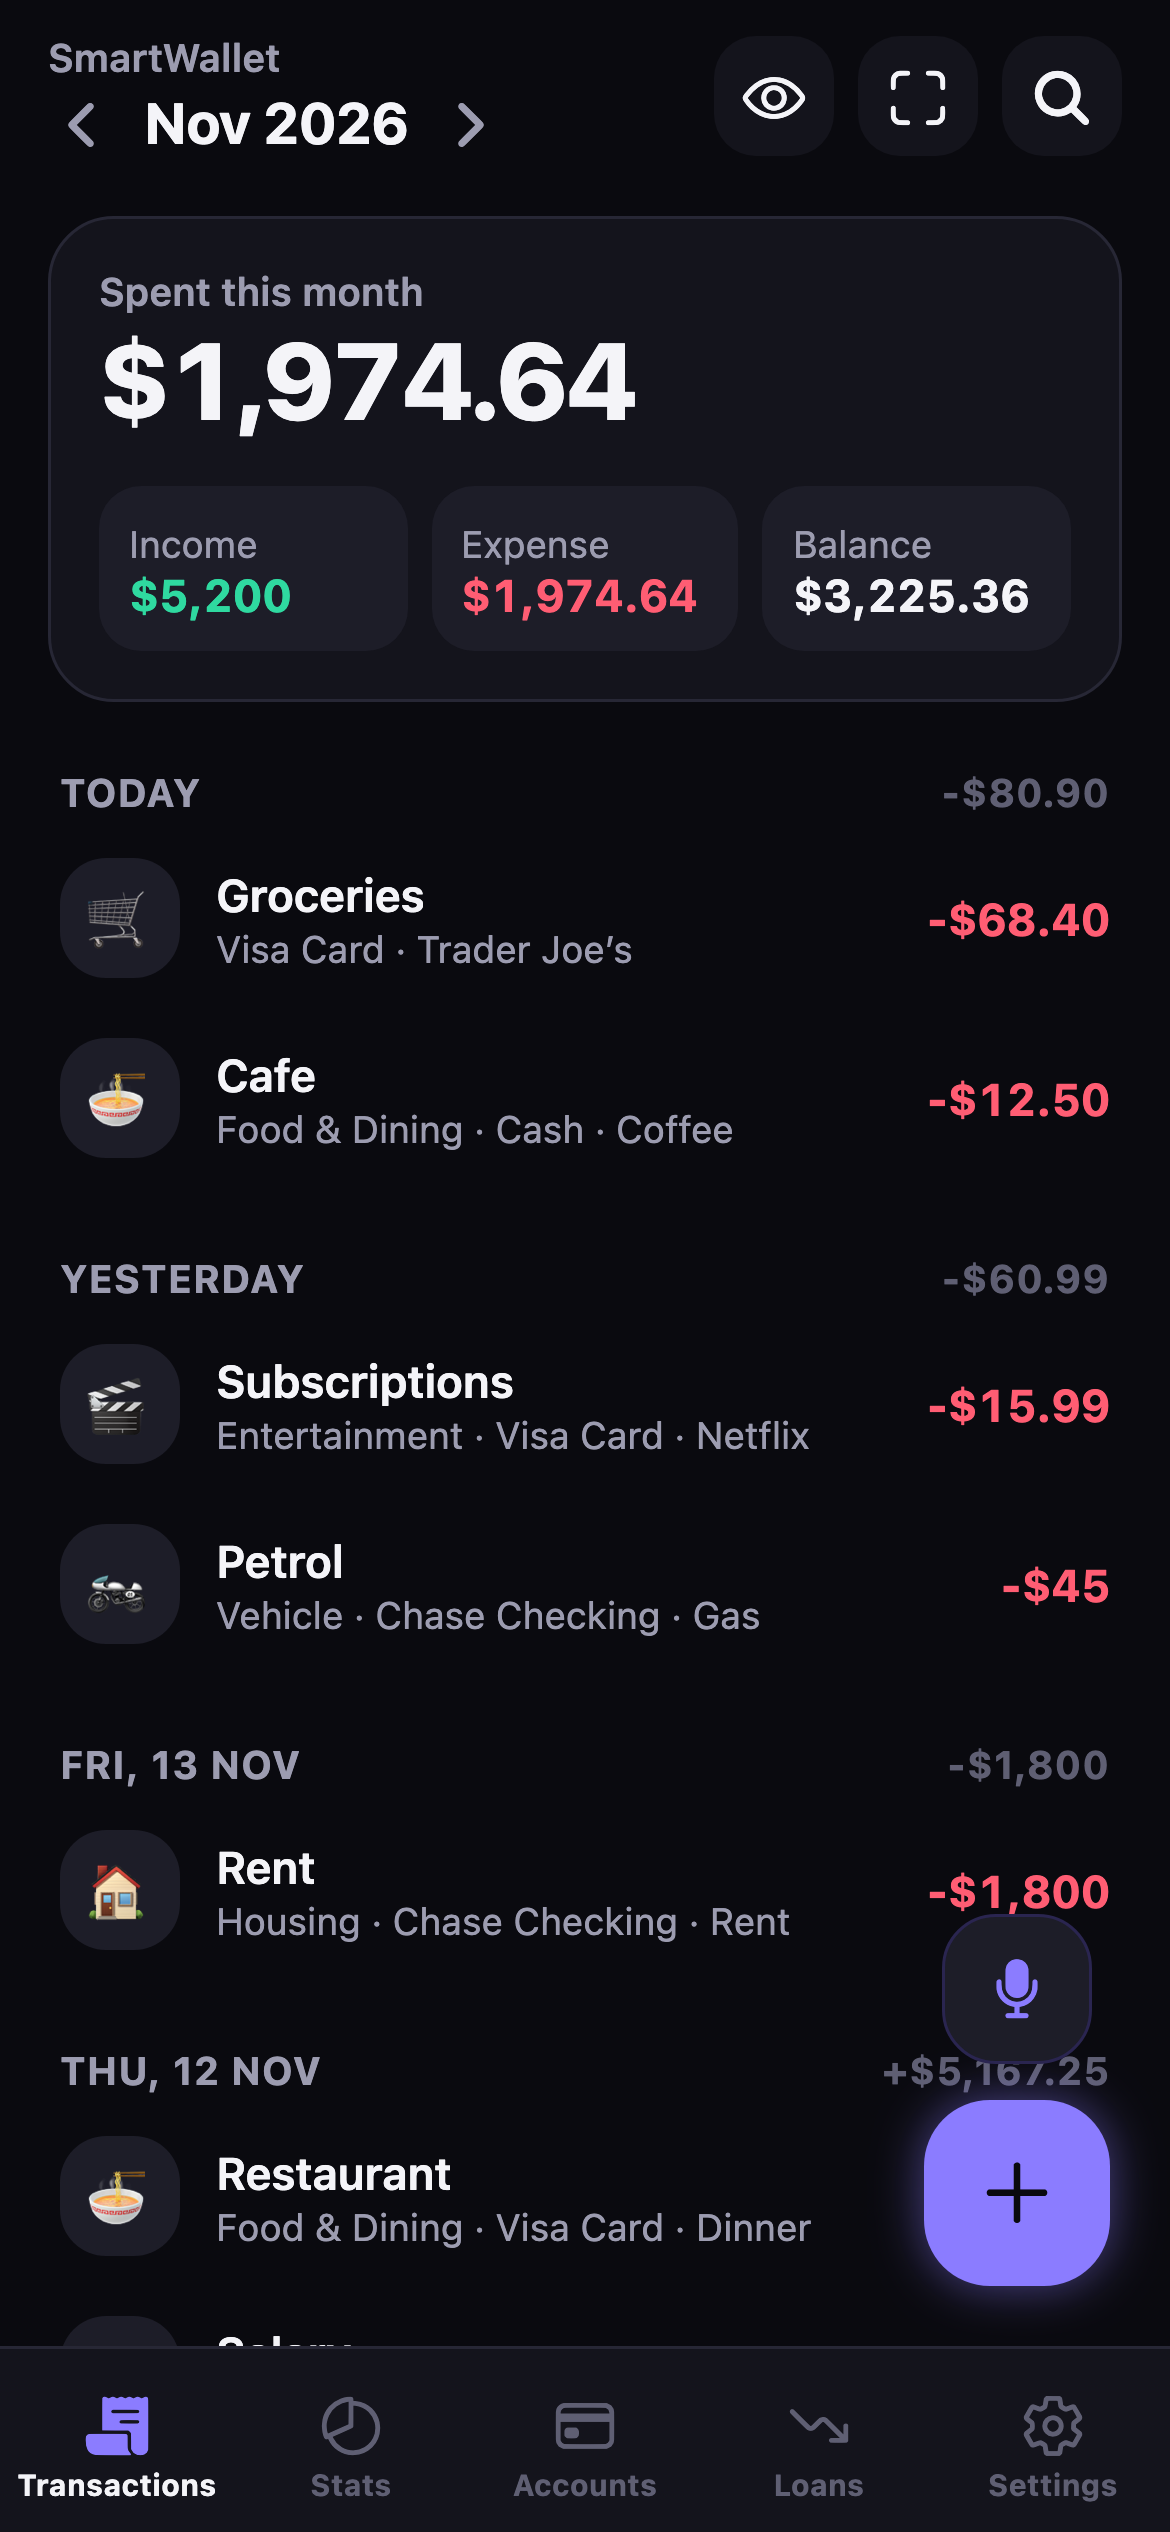 SmartWallet
Nov 2026
Spent this month
$1,974.64
Income
$5,200
Expense
$1,974.64
Balance
$3,225.36
TODAY
-$80.90
Groceries
Visa Card · Trader Joe’s
-$68.40
Cafe
Food & Dining · Cash · Coffee
-$12.50
YESTERDAY
-$60.99
Subscriptions
Entertainment · Visa Card · Netflix
-$15.99
Petrol
Vehicle · Chase Checking · Gas
-$45
FRI, 13 NOV
-$1,800
Rent
Housing · Chase Checking · Rent
-$1,800
THU, 12 NOV
+$5,167.25
Restaurant
Food & Dining · Visa Card · Dinner
Salary
Transactions
Stats
Accounts
Loans
Settings